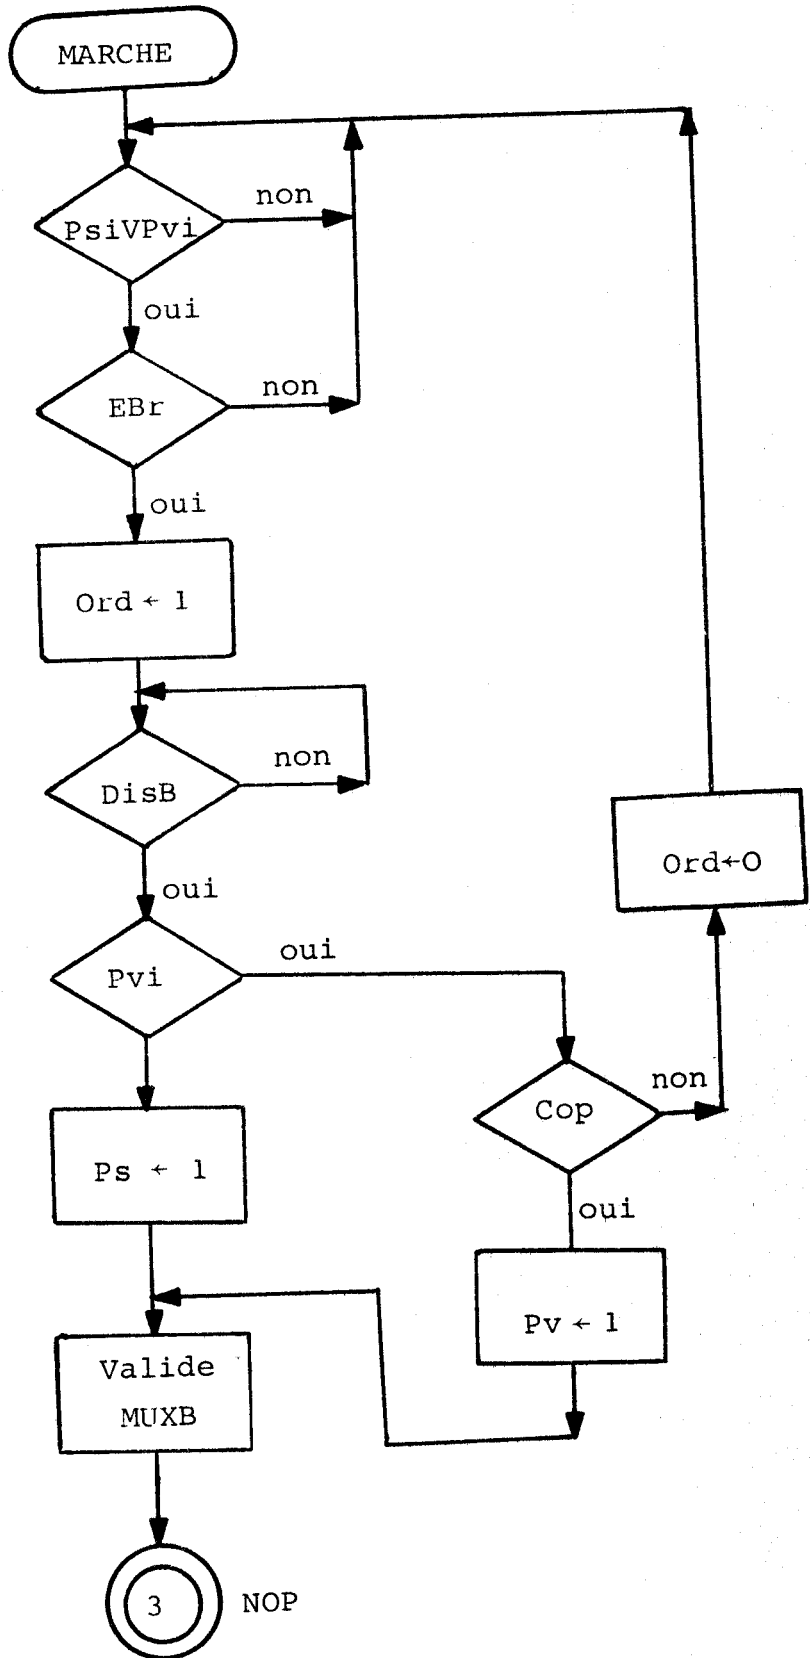 MARCHE
PsiVPvi
non
oui
EBr
non
oui
Ord ← 1
DisB
non
oui
Pvi
oui
Cop
non
oui
Ord←O
Ps ← 1
Pv ← 1
Valide
MUXB
3
NOP